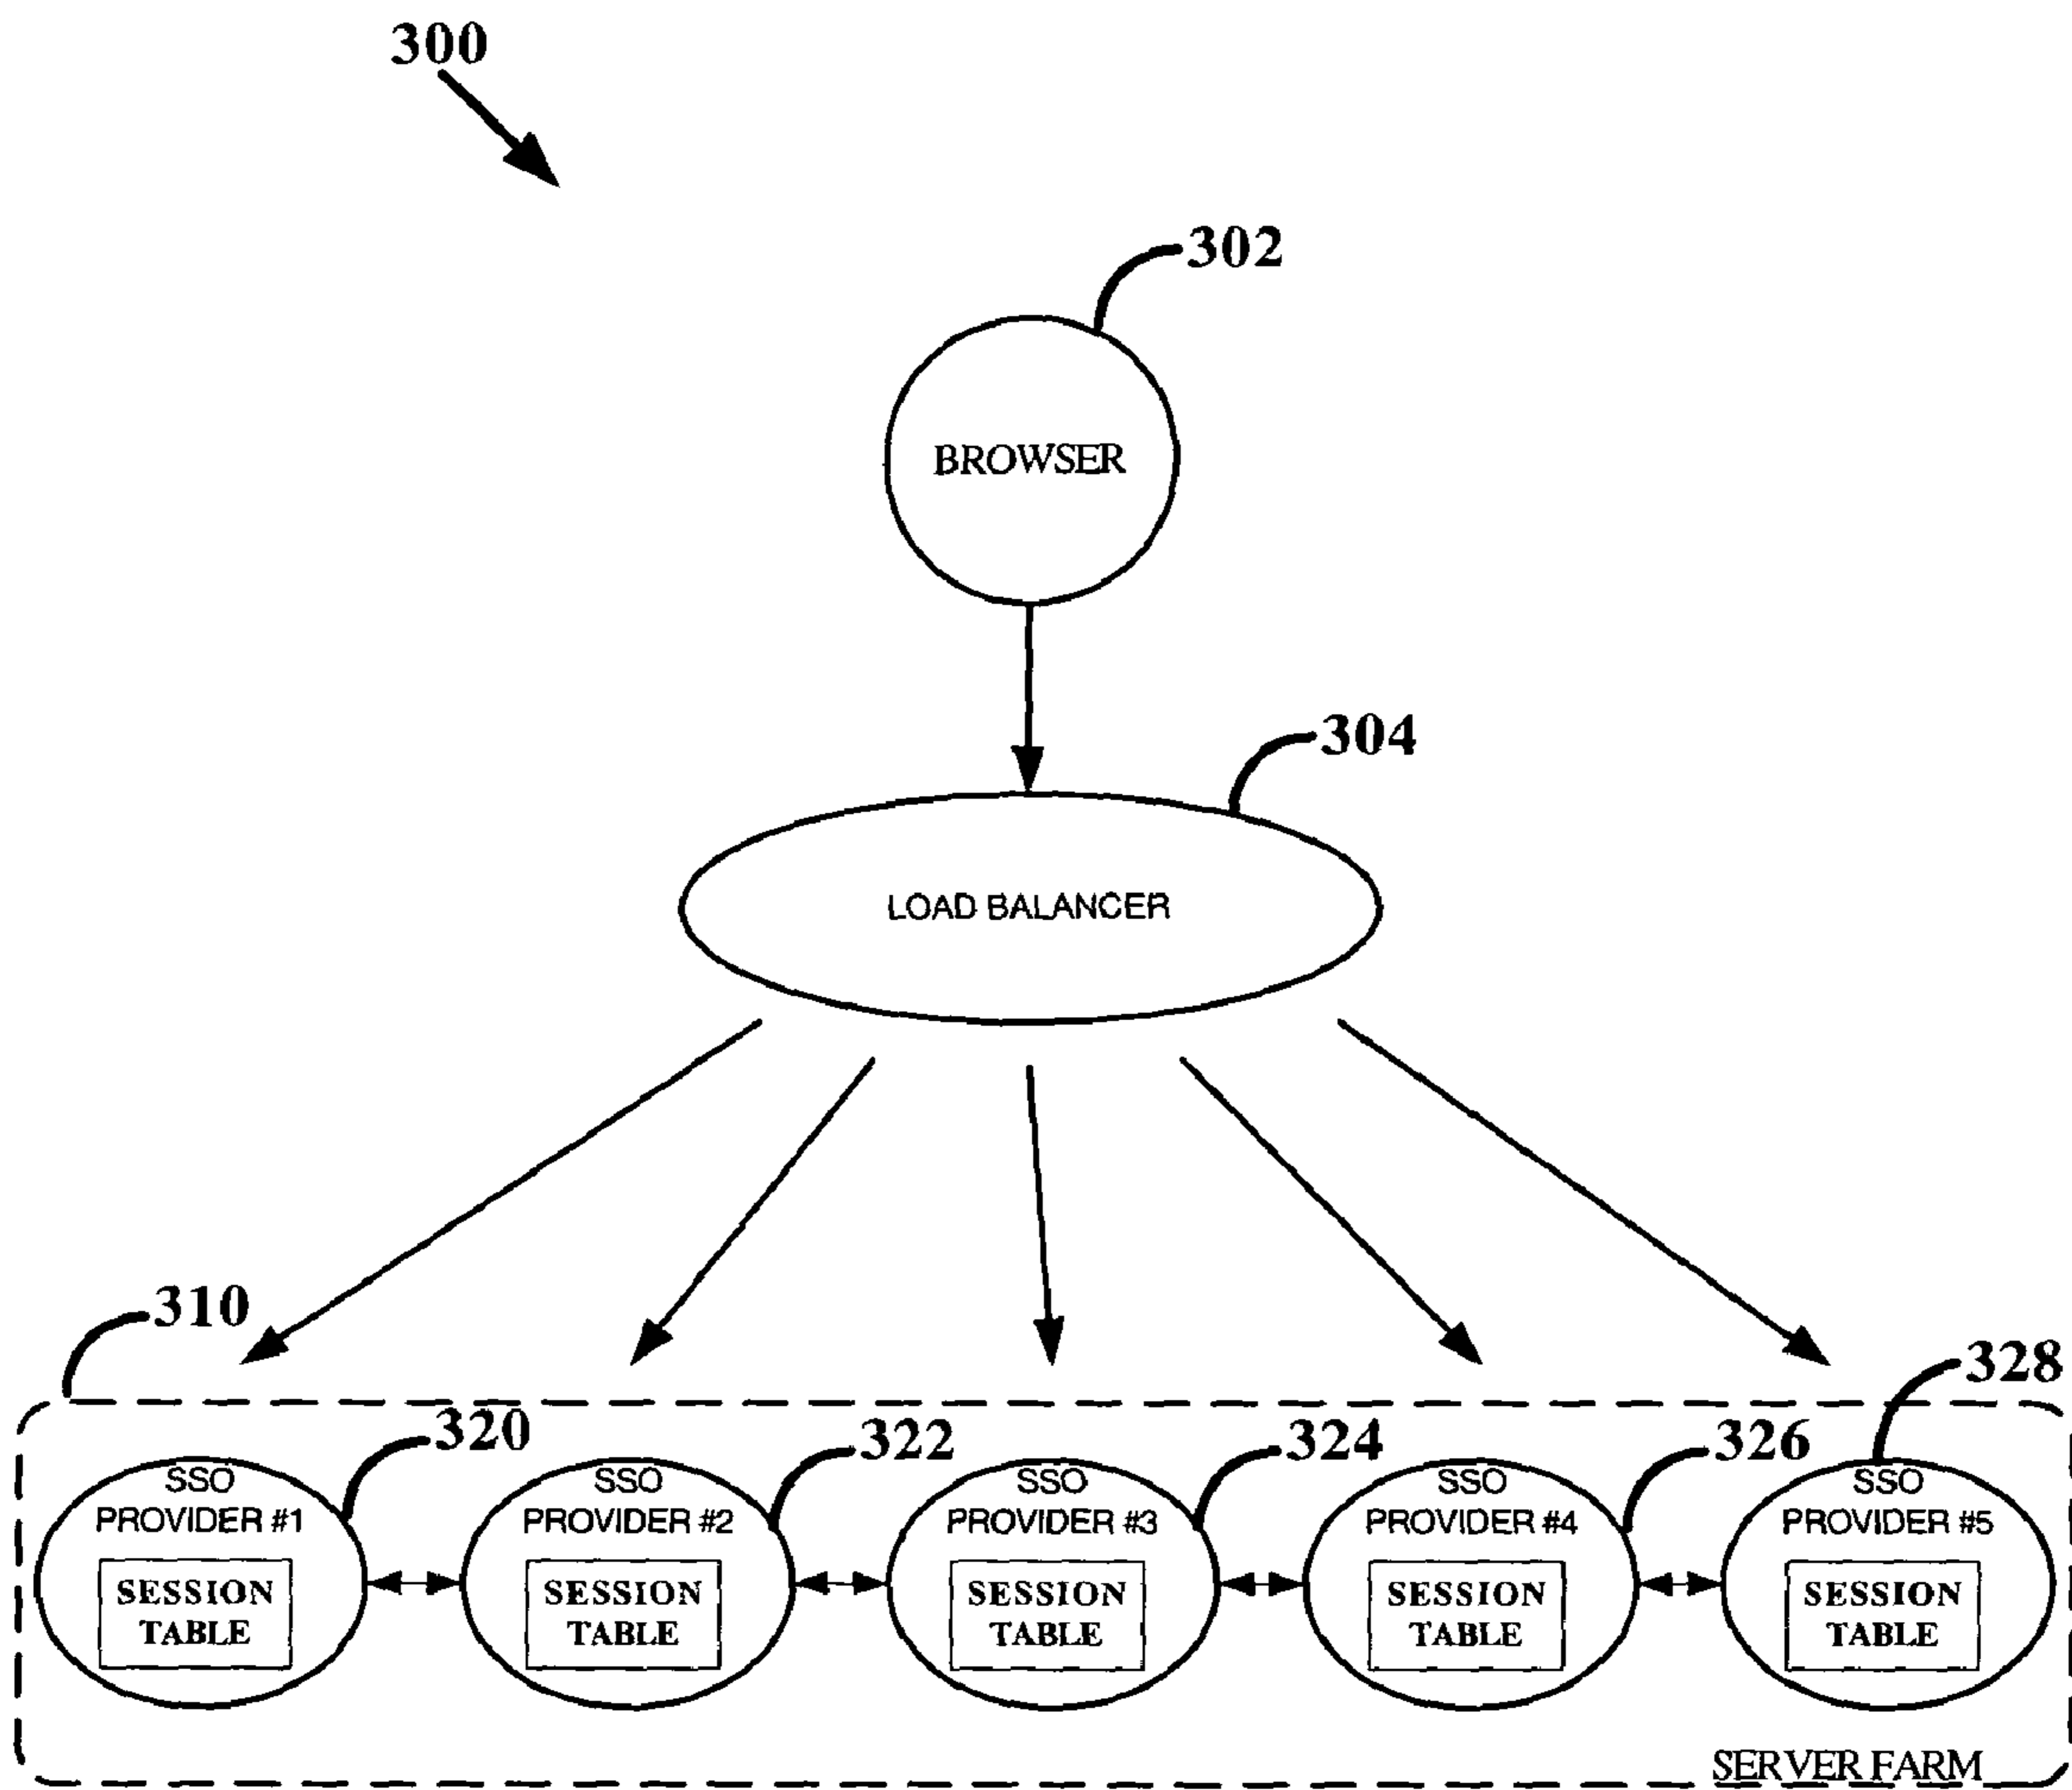 300
302
BROWSER
304
LOAD BALANCER
310
328
320
322
324
326
SSO
PROVIDER #1
SESSION
TABLE
SSO
PROVIDER #2
SESSION
TABLE
SSO
PROVIDER #3
SESSION
TABLE
SSO
PROVIDER #4
SESSION
TABLE
SSO
PROVIDER #5
SESSION
TABLE
SERVER FARM